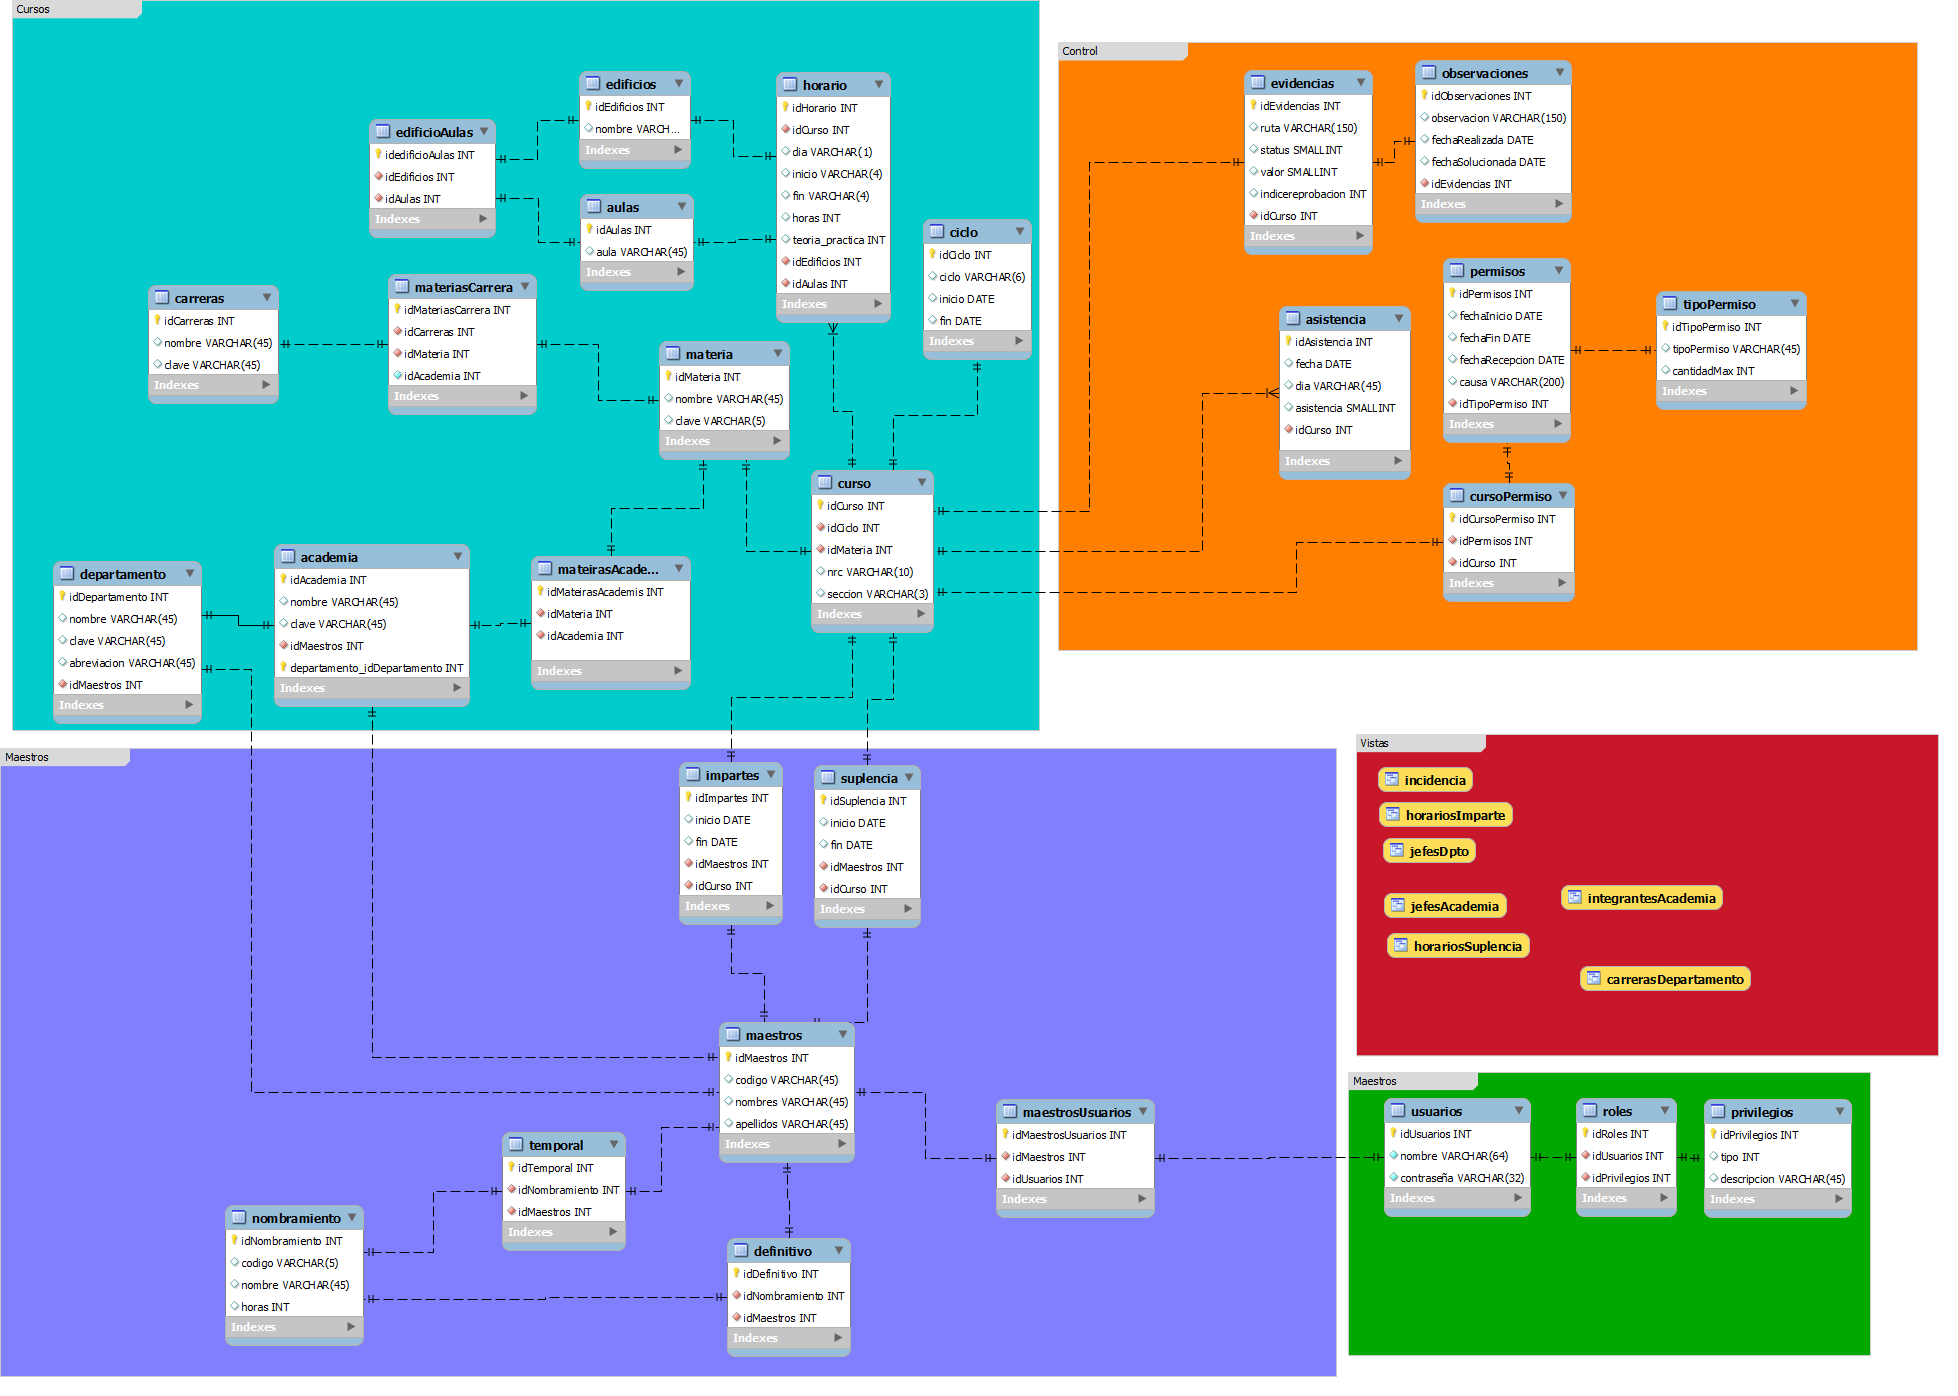 Cursos
edificios
idEdificios INT
nombre VARCH...
Indexes
horario
idHorario INT
idCurso INT
dia VARCHAR(1)
inicio VARCHAR(4)
fin VARCHAR(4)
horas INT
teoria_practica INT
idEdificios INT
idAulas INT
Indexes
edificioAulas
idedificioAulas INT
idEdificios INT
idAulas INT
Indexes
aulas
idAulas INT
aula VARCHAR(45)
Indexes
ciclo
idCiclo INT
ciclo VARCHAR(6)
inicio DATE
fin DATE
Indexes
carreras
idCarreras INT
nombre VARCHAR(45)
clave VARCHAR(45)
Indexes
materiasCarrera
idMateriasCarrera INT
idCarreras INT
idMateria INT
idAcademia INT
Indexes
materia
idMateria INT
nombre VARCHAR(45)
clave VARCHAR(5)
Indexes
curso
idCurso INT
idCiclo INT
idMateria INT
nrc VARCHAR(10)
seccion VARCHAR(3)
Indexes
departamento
idDepartamento INT
nombre VARCHAR(45)
clave VARCHAR(45)
abreviacion VARCHAR(45)
idMaestros INT
Indexes
academia
idAcademia INT
nombre VARCHAR(45)
clave VARCHAR(45)
idMaestros INT
departamento_idDepartamento INT
Indexes
mateirasAcade...
idMateirasAcademis INT
idMateria INT
idAcademia INT
Indexes
Control
evidencias
idEvidencias INT
ruta VARCHAR(150)
status SMALLINT
valor SMALLINT
indicereprobacion INT
idCurso INT
Indexes
observaciones
idObservaciones INT
observacion VARCHAR(150)
fechaRealizada DATE
fechaSolucionada DATE
idEvidencias INT
Indexes
asistencia
idAsistencia INT
fecha DATE
dia VARCHAR(45)
asistencia SMALLINT
idCurso INT
Indexes
permisos
idPermisos INT
fechaInicio DATE
fechaFin DATE
fechaRecepcion DATE
causa VARCHAR(200)
idTipoPermiso INT
Indexes
tipoPermiso
idTipoPermiso INT
tipoPermiso VARCHAR(45)
cantidadMax INT
Indexes
cursoPermiso
idCursoPermiso INT
idPermisos INT
idCurso INT
Indexes
Maestros
impartes
idImpartes INT
inicio DATE
fin DATE
idMaestros INT
idCurso INT
Indexes
suplencia
idSuplencia INT
inicio DATE
fin DATE
idMaestros INT
idCurso INT
Indexes
maestros
idMaestros INT
codigo VARCHAR(45)
nombres VARCHAR(45)
apellidos VARCHAR(45)
Indexes
maestrosUsuarios
idMaestrosUsuarios INT
idMaestros INT
idUsuarios INT
Indexes
temporal
idTemporal INT
idNombramiento INT
idMaestros INT
Indexes
nombramiento
idNombramiento INT
codigo VARCHAR(5)
nombre VARCHAR(45)
horas INT
Indexes
definitivo
idDefinitivo INT
idNombramiento INT
idMaestros INT
Indexes
Vistas
incidencia
horariosImparte
jefesDpto
jefesAcademia
integrantesAcademia
horariosSuplencia
carrerasDepartamento
Maestros
usuarios
idUsuarios INT
nombre VARCHAR(64)
contraseña VARCHAR(32)
Indexes
roles
idRoles INT
idUsuarios INT
idPrivilegios INT
Indexes
privilegios
idPrivilegios INT
tipo INT
descripcion VARCHAR(45)
Indexes